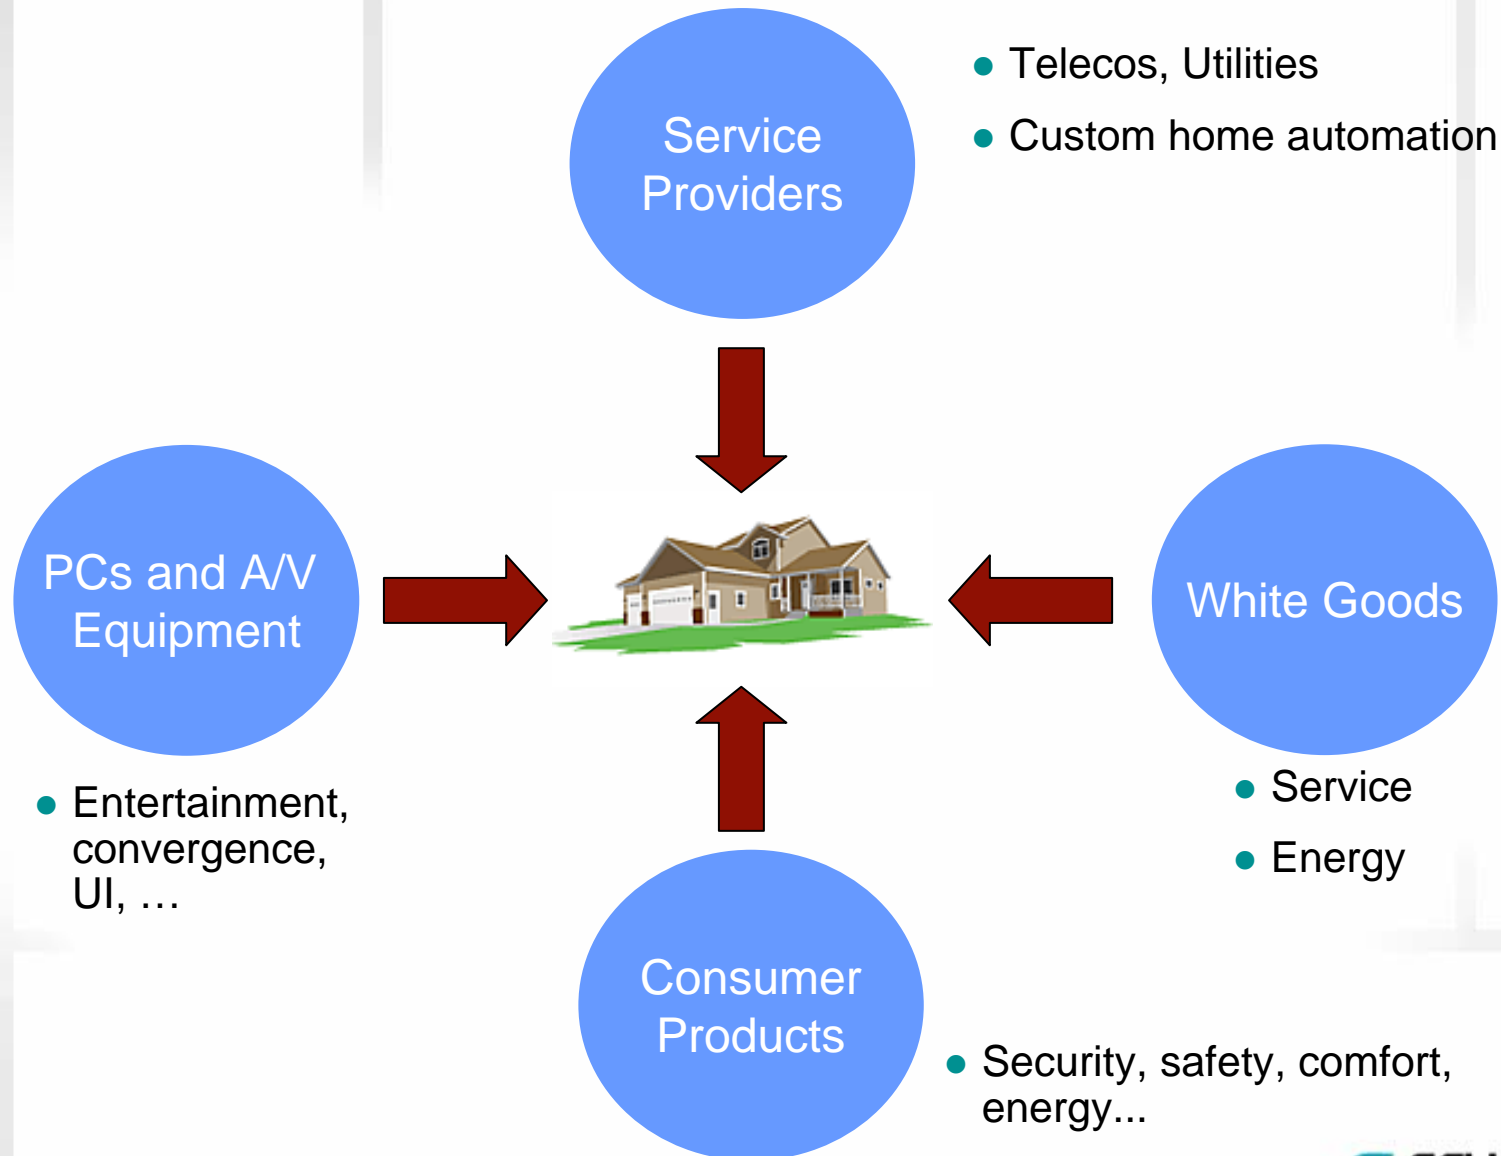 Service
Providers
Telecos, Utilities
Custom home automation
PCs and A/V
Equipment
Entertainment,
convergence,
UI, …
White Goods
Service
Energy
Consumer
Products
Security, safety, comfort,
energy...